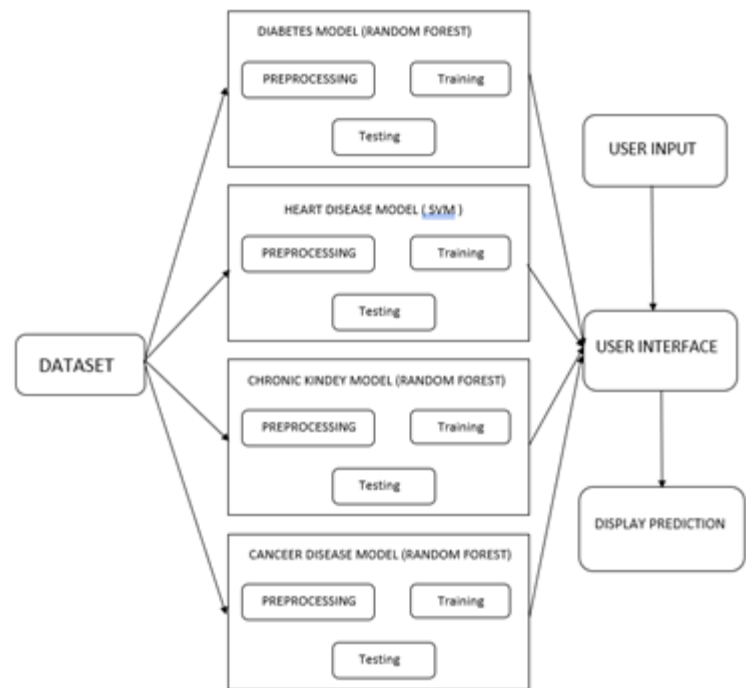 DIABETES MODEL (RANDOM FOREST)
PREPROCESSING
Training
Testing
HEART DISEASE MODEL ( SVM )
PREPROCESSING
Training
Testing
CHRONIC KINDEY MODEL (RANDOM FOREST)
PREPROCESSING
Training
Testing
CANCEER DISEASE MODEL (RANDOM FOREST)
PREPROCESSING
Training
Testing
DATASET
USER INPUT
USER INTERFACE
DISPLAY PREDICTION